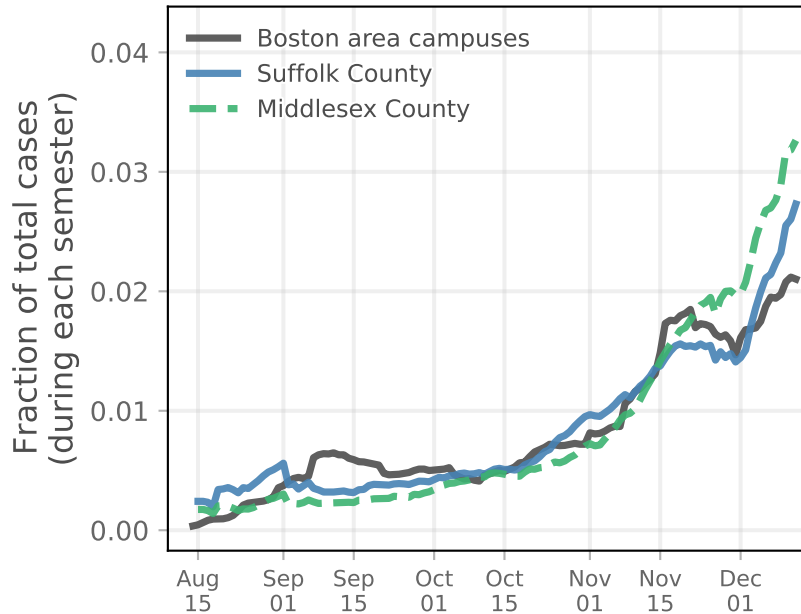 Boston area campuses
Suffolk County
Middlesex County
Fraction of total cases
(during each semester)
0.04
0.03
0.02
0.01
0.00
Aug 15
Sep 01
Sep 15
Oct 01
Oct 15
Nov 01
Nov 15
Dec 01